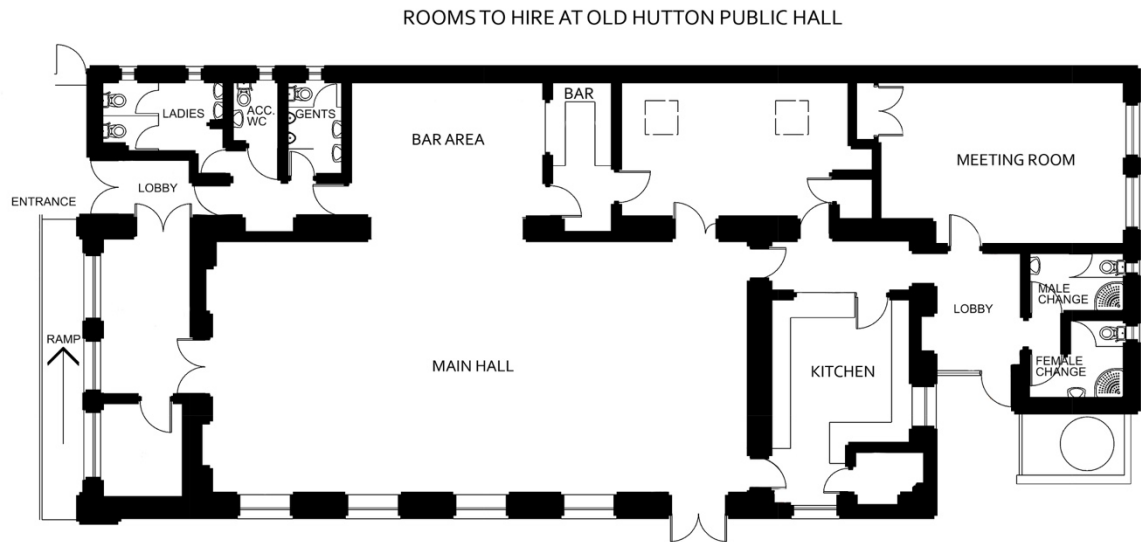 ROOMS TO HIRE AT OLD HUTTON PUBLIC HALL
LADIES
ACC.
WC
GENTS
BAR AREA
BAR
MEETING ROOM
LOBBY
ENTRANCE
RAMP
MAIN HALL
KITCHEN
LOBBY
MALE
CHANGE
FEMALE
CHANGE